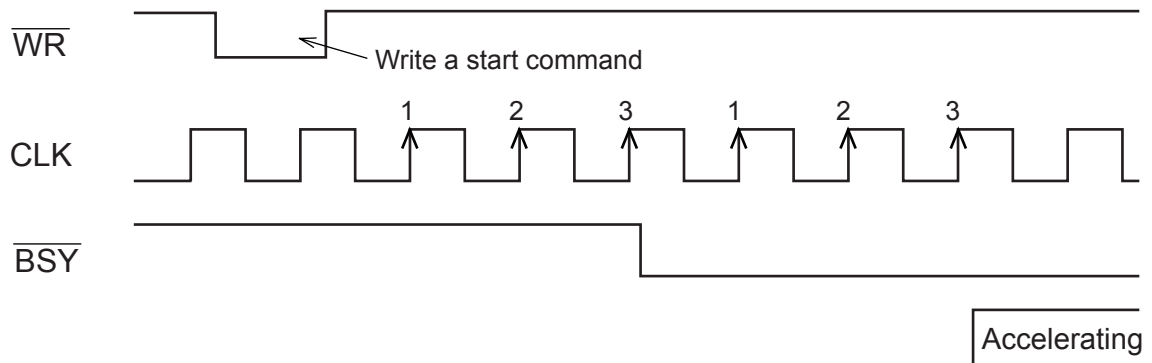 WR
Write a start command
1 2 3 1 2 3
CLK
BSY
Accelerating